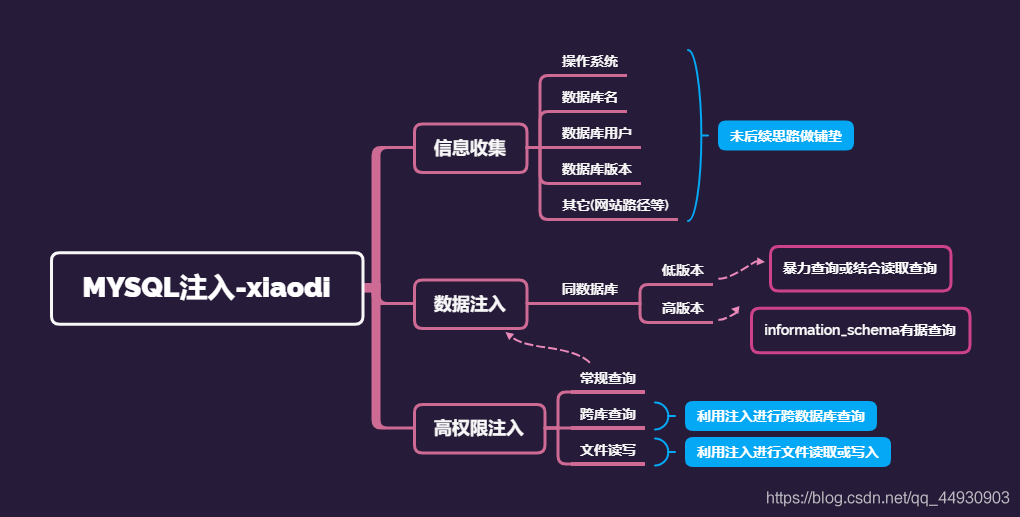 MYSQL注入-xiaodi
信息收集
操作系统
数据库名
数据库用户
数据库版本
其它(网站路径等)
未后续思路做铺垫
数据注入
同数据库
低版本
暴力查询或结合读取查询
高版本
information_schema有据查询
高权限注入
常规查询
跨库查询
利用注入进行跨数据库查询
文件读写
利用注入进行文件读取或写入
https://blog.csdn.net/qq_44930903